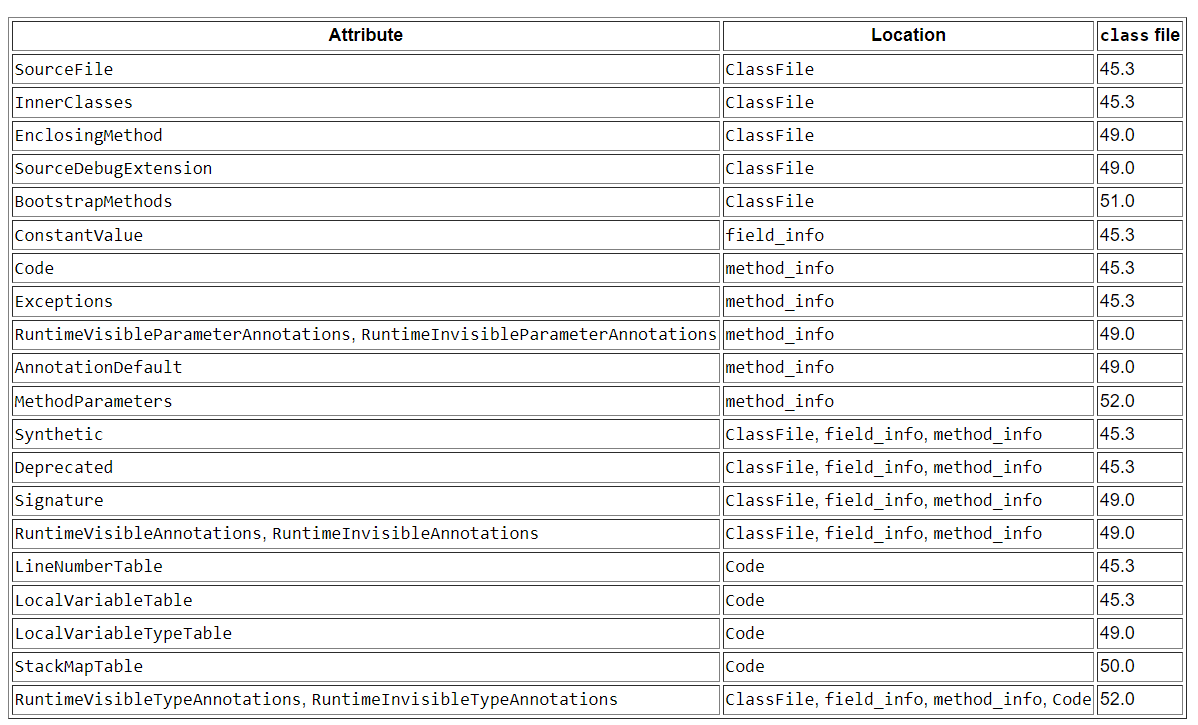 Attribute Location class file
SourceFile ClassFile 45.3
InnerClasses ClassFile 45.3
EnclosingMethod ClassFile 49.0
SourceDebugExtension ClassFile 49.0
BootstrapMethods ClassFile 51.0
ConstantValue field_info 45.3
Code method_info 45.3
Exceptions method_info 45.3
RuntimeVisibleParameterAnnotations, RuntimeInvisibleParameterAnnotations method_info 49.0
AnnotationDefault method_info 49.0
MethodParameters method_info 52.0
Synthetic ClassFile, field_info, method_info 45.3
Deprecated ClassFile, field_info, method_info 45.3
Signature ClassFile, field_info, method_info 49.0
RuntimeVisibleAnnotations, RuntimeInvisibleAnnotations ClassFile, field_info, method_info 49.0
LineNumberTable Code 45.3
LocalVariableTable Code 45.3
LocalVariableTypeTable Code 49.0
StackMapTable Code 50.0
RuntimeVisibleTypeAnnotations, RuntimeInvisibleTypeAnnotations ClassFile, field_info, method_info, Code 52.0